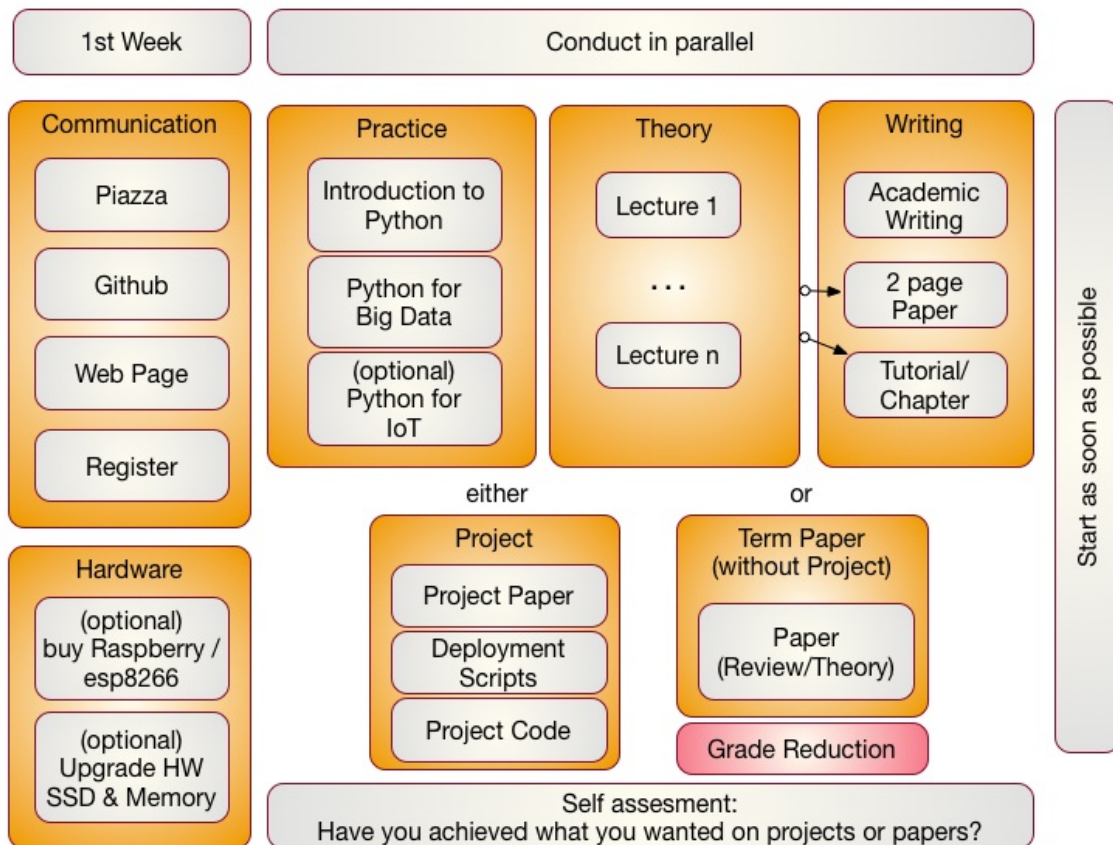 1st Week
Conduct in parallel
Communication
Piazza
Github
Web Page
Register
Hardware
(optional)
buy Raspberry /
esp8266
(optional)
Upgrade HW
SSD & Memory
Practice
Introduction to
Python
Python for
Big Data
(optional)
Python for
IoT
Theory
Lecture 1
...
Lecture n
Writing
Academic
Writing
2 page
Paper
Tutorial/
Chapter
either
or
Project
Project Paper
Deployment
Scripts
Project Code
Term Paper
(without Project)
Paper
(Review/Theory)
Grade Reduction
Self assesment:
Have you achieved what you wanted on projects or papers?
Start as soon as possible